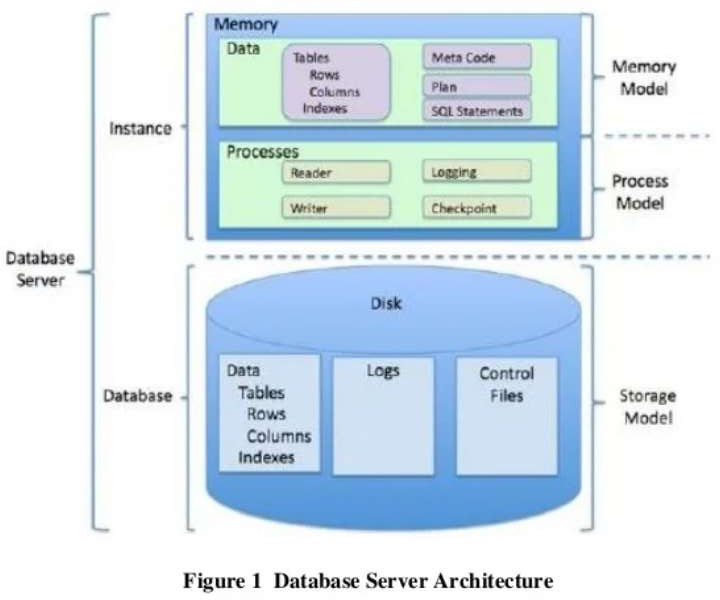 Memory
Data
Tables
Rows
Columns
Indexes
Meta Code
Plan
SQL Statements
Memory
Model
Instance
Processes
Reader
Logging
Writer
Checkpoint
Process
Model
Database
Server
Disk
Data
Tables
Rows
Columns
Indexes
Logs
Control
Files
Database
Storage
Model
Figure 1 Database Server Architecture